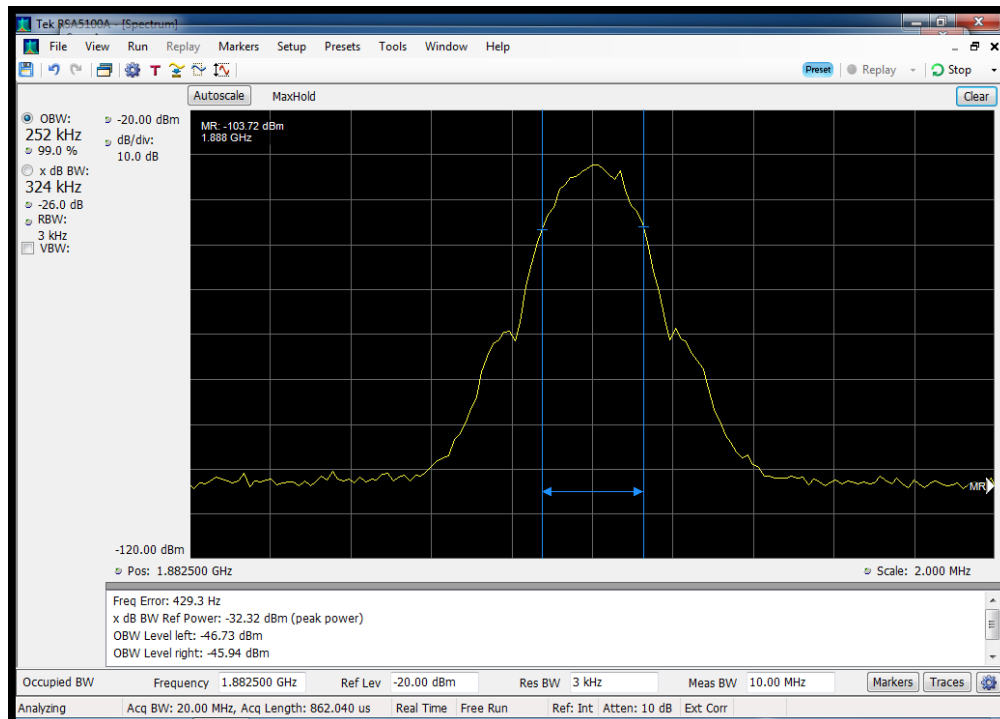 Tek RSA5100A - [Spectrum]
File View Run Replay Markers Setup Presets Tools Window Help
Preset Replay Stop
Autoscale MaxHold Clear
OBW:
252 kHz
99.0 %
x dB BW:
324 kHz
-26.0 dB
RBW:
3 kHz
VBW:
-20.00 dBm
dB/div:
10.0 dB
MR: -103.72 dBm
1.888 GHz
MR
-120.00 dBm
Pos: 1.882500 GHz Scale: 2.000 MHz
Freq Error: 429.3 Hz
x dB BW Ref Power: -32.32 dBm (peak power)
OBW Level left: -46.73 dBm
OBW Level right: -45.94 dBm
Occupied BW Frequency 1.882500 GHz Ref Lev -20.00 dBm Res BW 3 kHz Meas BW 10.00 MHz Markers Traces
Analyzing Acq BW: 20.00 MHz, Acq Length: 862.040 us Real Time Free Run Ref: Int Atten: 10 dB Ext Corr